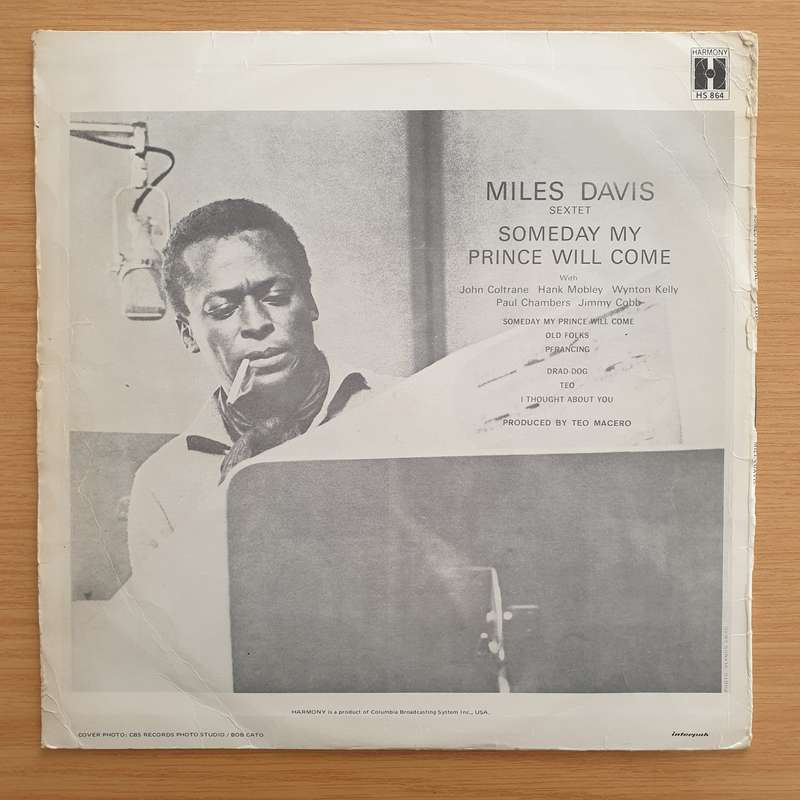 HARMONY
HS 864
MILES DAVIS
SEXTET
SOMEDAY MY
PRINCE WILL COME
With
John Coltrane Hank Mobley Wynton Kelly
Paul Chambers Jimmy Cobb
SOMEDAY MY PRINCE WILL COME
OLD FOLKS
PFRANCING
DRAD-DOG
TEO
I THOUGHT ABOUT YOU
PRODUCED BY TEO MACERO
HARMONY is a product of Columbia Broadcasting System Inc., USA.
COVER PHOTO: CBS RECORDS PHOTO STUDIO / BOB CATO
interpak